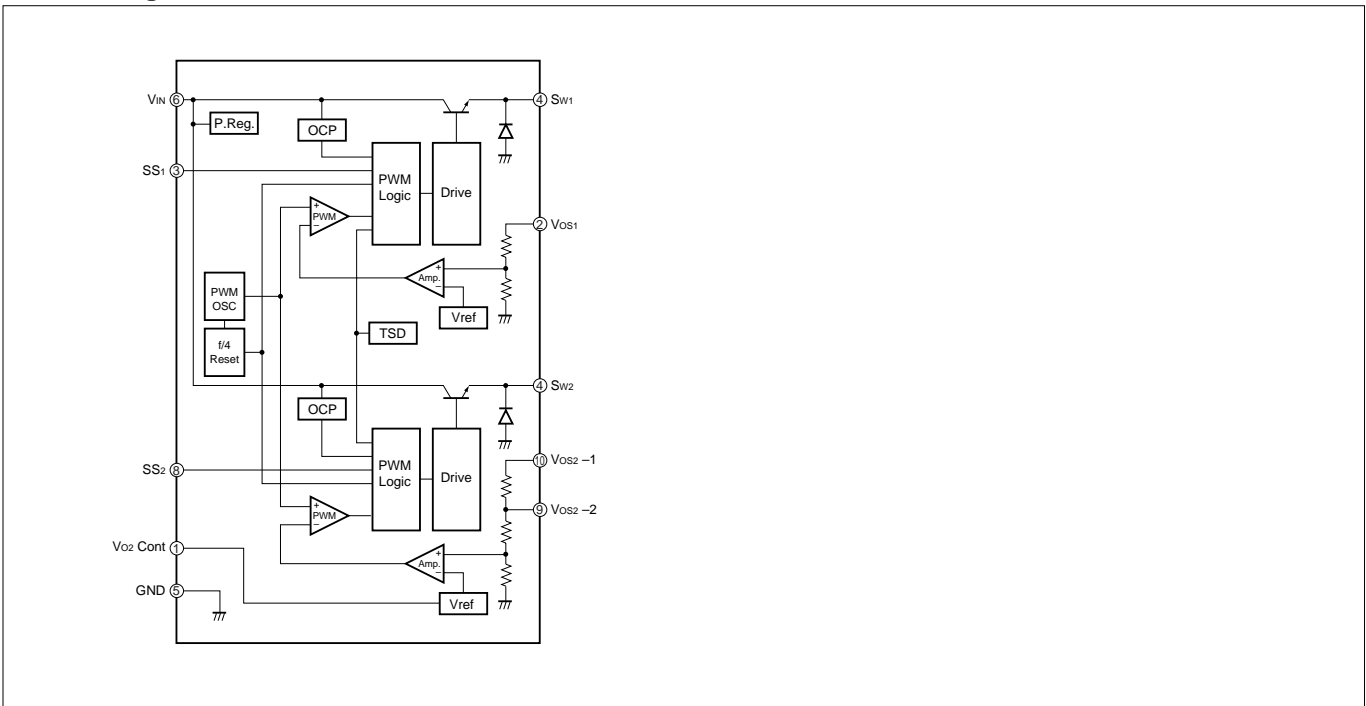 VIN ⑥
④ SW1
P.Reg.
OCP
SS1 ③
PWM
Logic
Drive
+
PWM
–
② VOS1
+
Amp.
–
PWM
OSC
Vref
TSD
f/4
Reset
④ SW2
OCP
PWM
Logic
Drive
⑩ VOS2 –1
SS2 ⑧
⑨ VOS2 –2
+
PWM
–
VO2 Cont ①
+
Amp.
–
GND ⑤
Vref